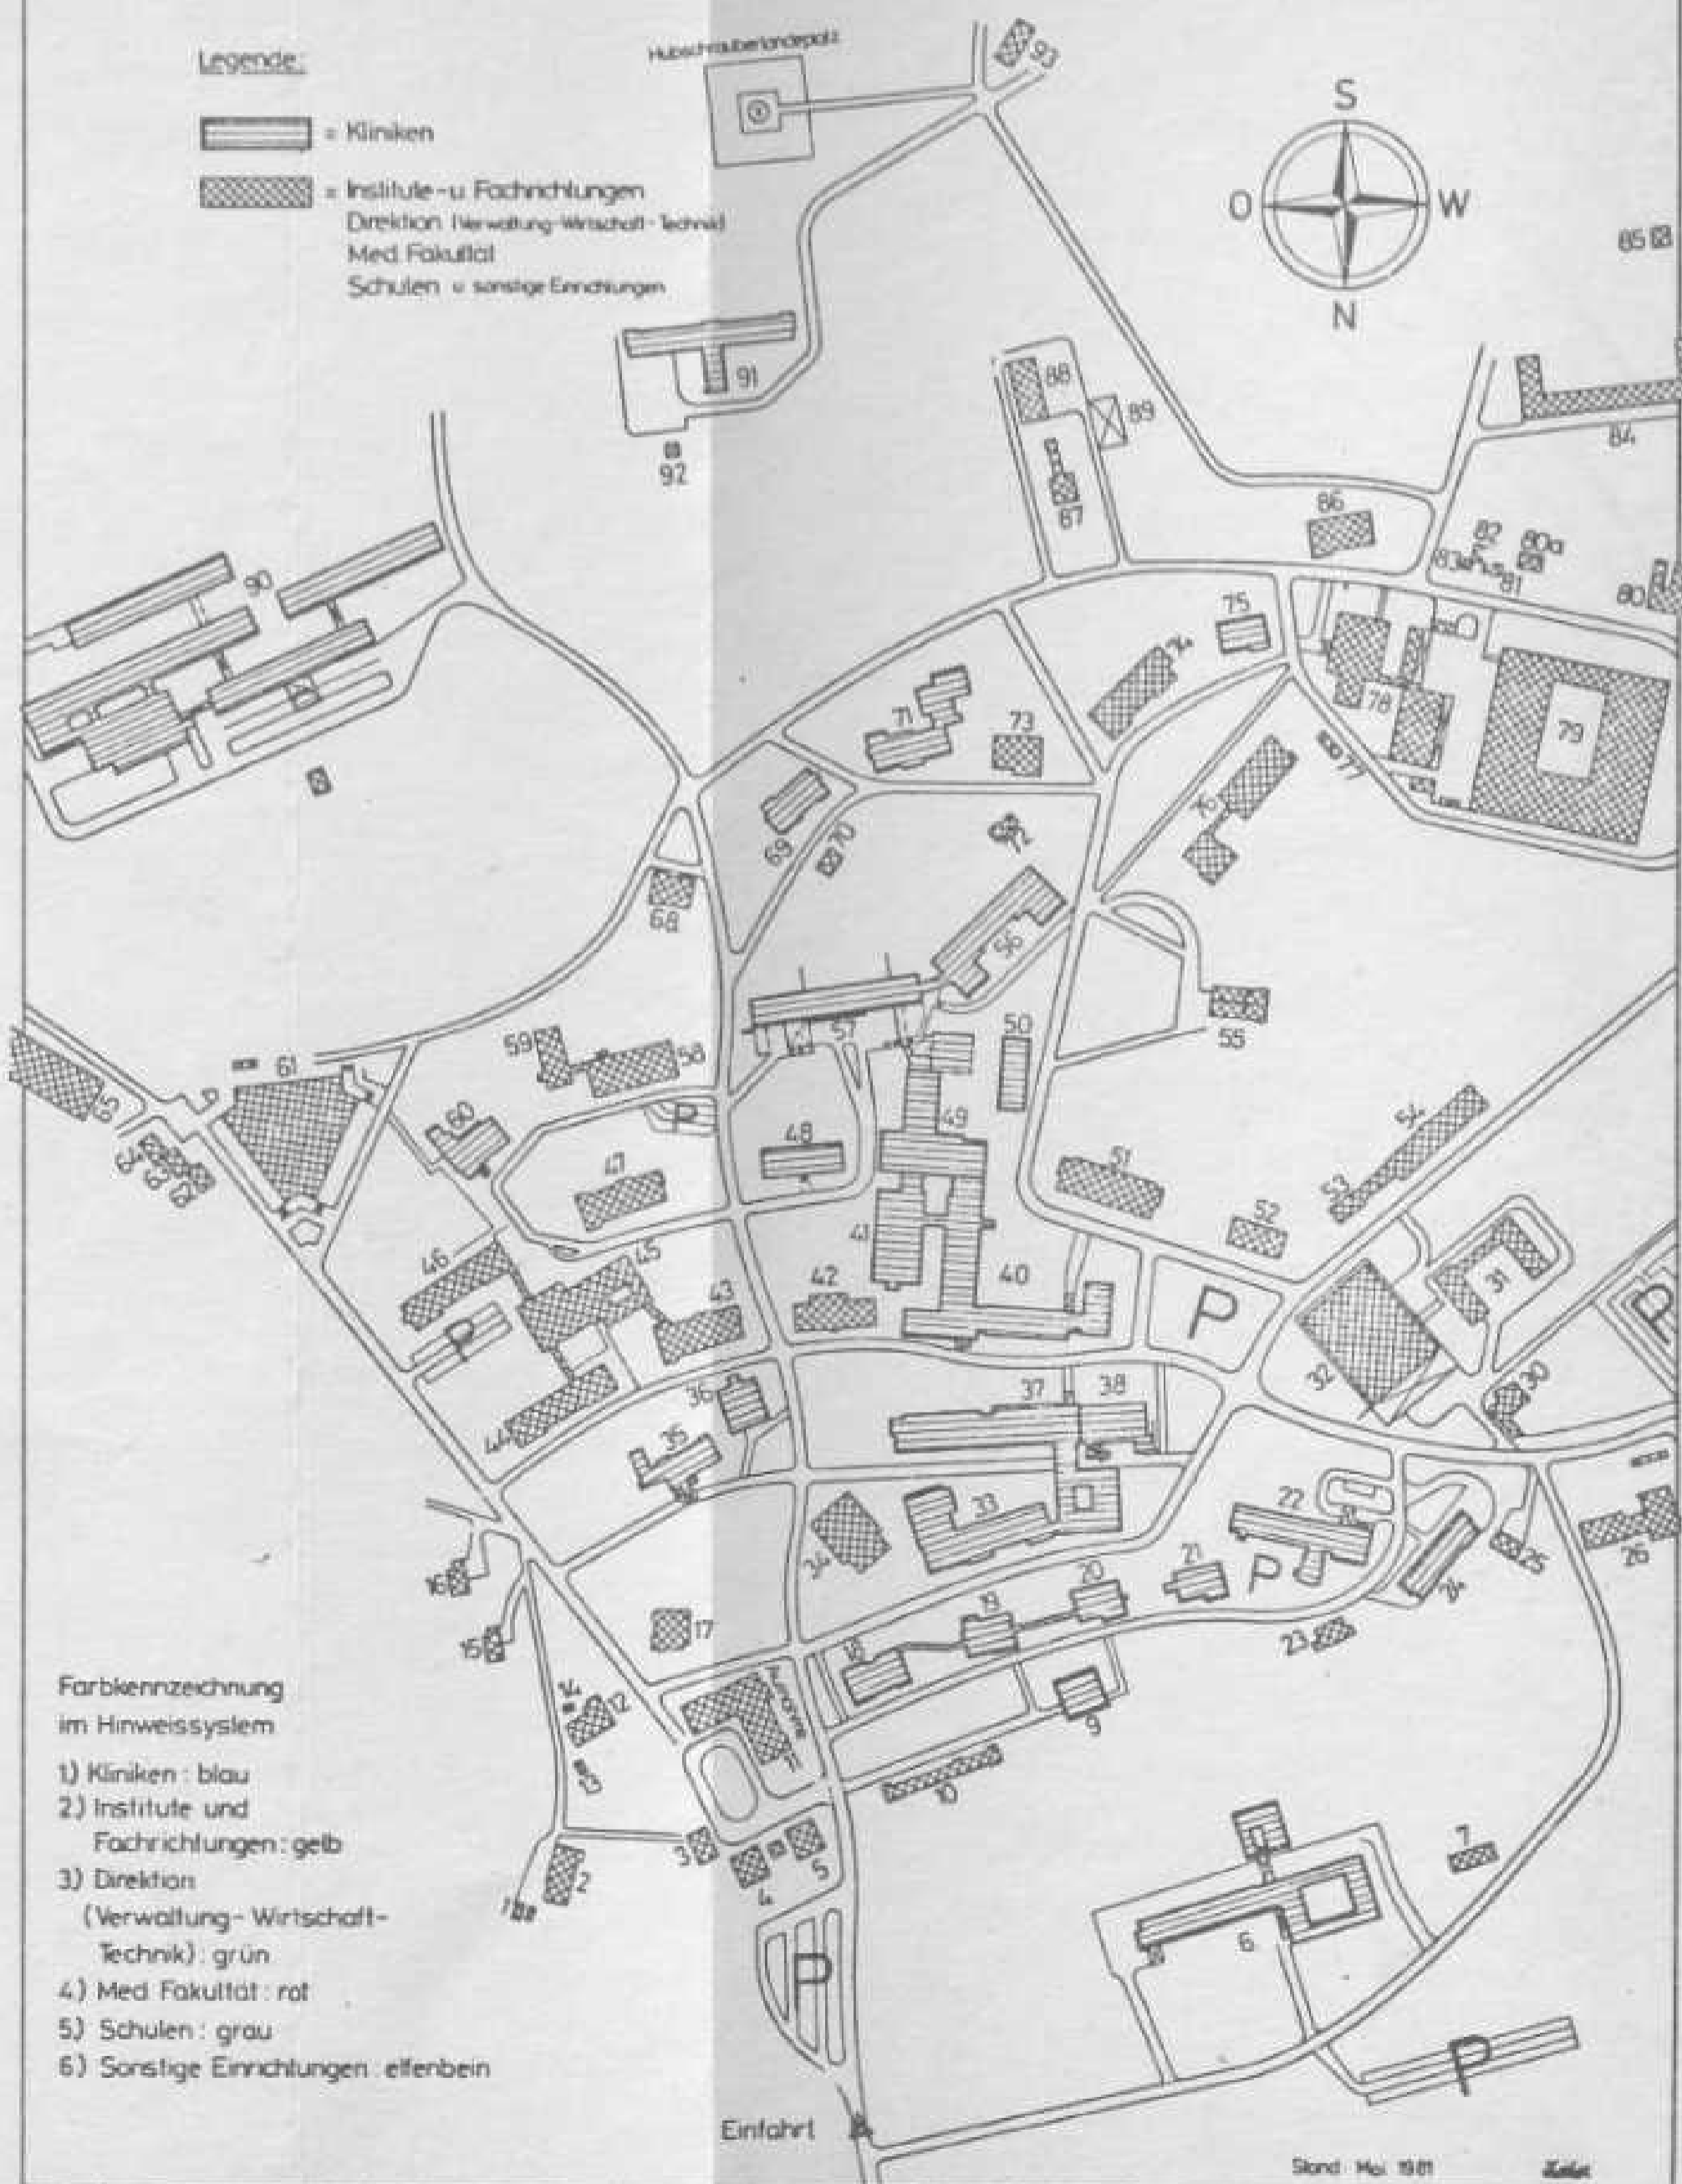 Legende:
Hubschrauberlandeplatz
= Kliniken
= Institute-u Fachrichtungen
Direktion (Verwaltung-Wirtschaft-Technik)
Med. Fakultät
Schulen u sonstige Einrichtungen
93
S
O
W
N
85
91
92
88
89
87
84
86
82
80a
83
81
80
90
75
74
71
73
78
79
77
76
69
70
72
68
56
57
50
55
59
58
61
65
64
63
60
P
49
48
47
54
51
53
52
46
45
41
40
42
43
P
P
31
P
32
30
36
37
38
35
44
34
33
22
16
20
21
P
25
26
24
19
15
17
18
23
Farbkennzeichnung
im Hinweissystem
1) Kliniken : blau
2) Institute und
Fachrichtungen : gelb
3) Direktion
(Verwaltung- Wirtschaft-
Technik) : grün
4) Med. Fakultät : rot
5) Schulen : grau
6) Sonstige Einrichtungen : elfenbein
14
12
13
9
10
3
4
5
2
1
7
6
P
P
Einfahrt
Stand: Mai 1981